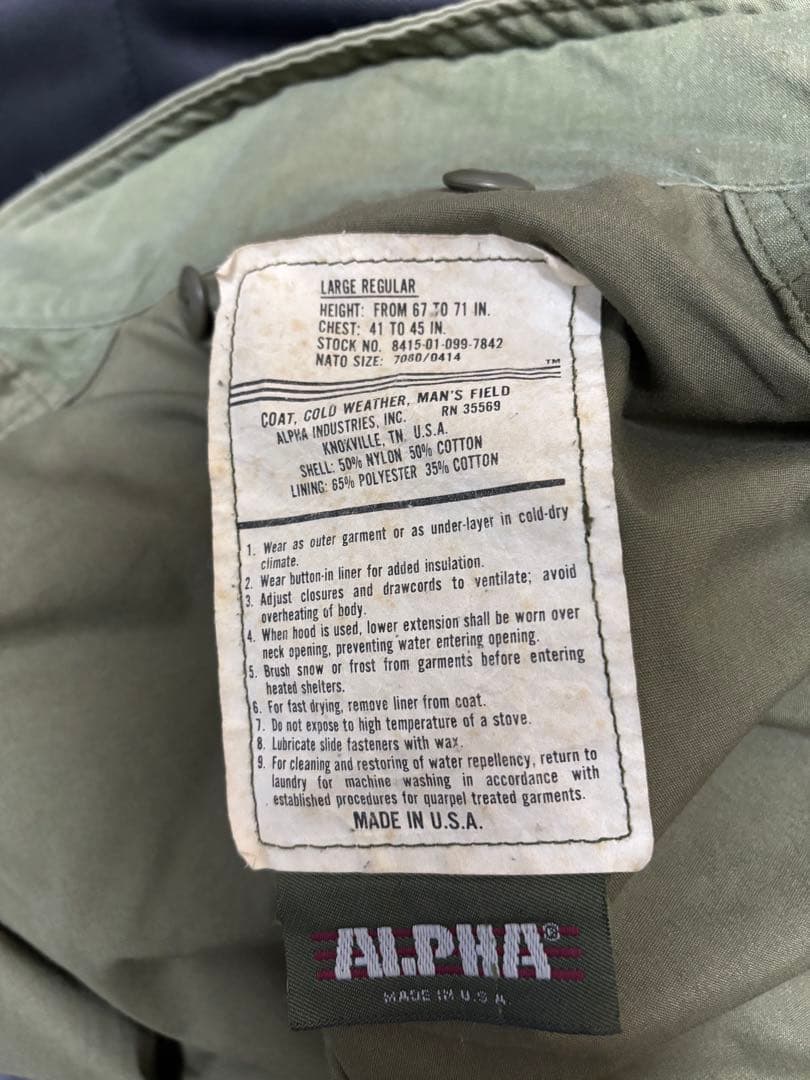 LARGE REGULAR
HEIGHT: FROM 67 TO 71 IN.
CHEST: 41 TO 45 IN.
STOCK NO. 8415-01-099-7842
NATO SIZE: 7080/0414
TM
COAT, COLD WEATHER, MAN'S FIELD
ALPHA INDUSTRIES, INC. RN 35569
KNOXVILLE, TN U.S.A.
SHELL: 50% NYLON 50% COTTON
LINING: 65% POLYESTER 35% COTTON
1. Wear as outer garment or as under-layer in cold-dry
climate.
2. Wear button-in liner for added insulation.
3. Adjust closures and drawcords to ventilate; avoid
overheating of body.
4. When hood is used, lower extension shall be worn over
neck opening, preventing water entering opening.
5. Brush snow or frost from garments before entering
heated shelters.
6. For fast drying, remove liner from coat.
7. Do not expose to high temperature of a stove.
8. Lubricate slide fasteners with wax.
9. For cleaning and restoring of water repellency, return to
laundry for machine washing in accordance with
established procedures for quarpel treated garments.
MADE IN U.S.A.
ALPHA®
MADE IN U.S.A.